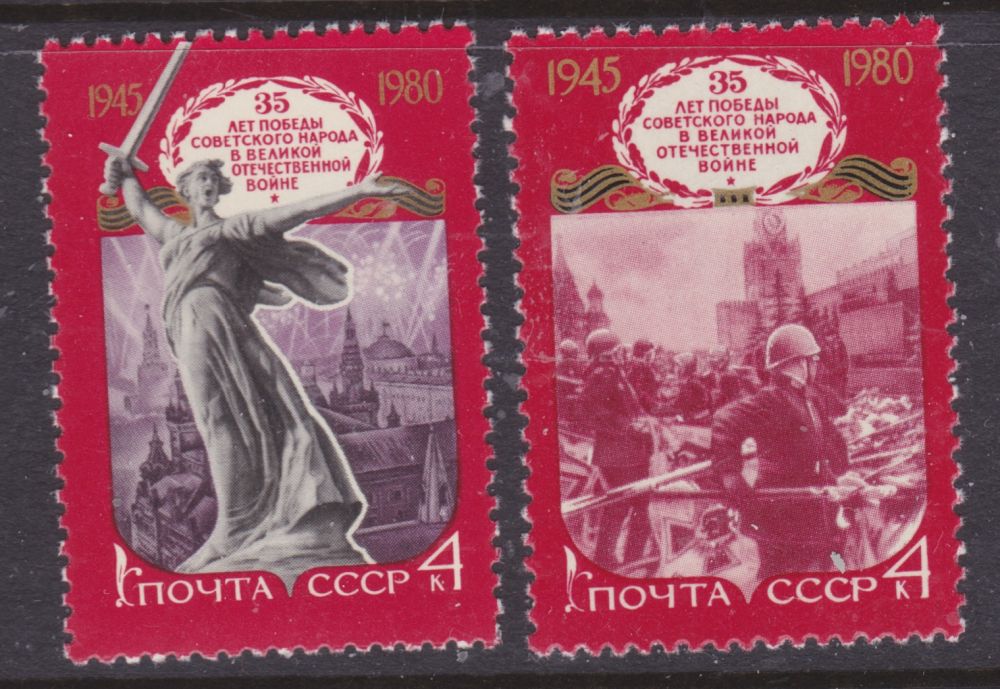 1945 1980
35
ЛЕТ ПОБЕДЫ
СОВЕТСКОГО НАРОДА
В ВЕЛИКОЙ
ОТЕЧЕСТВЕННОЙ
ВОЙНЕ
ПОЧТА СССР 4 к
1945 1980
35
ЛЕТ ПОБЕДЫ
СОВЕТСКОГО НАРОДА
В ВЕЛИКОЙ
ОТЕЧЕСТВЕННОЙ
ВОЙНЕ
ПОЧТА СССР к 4